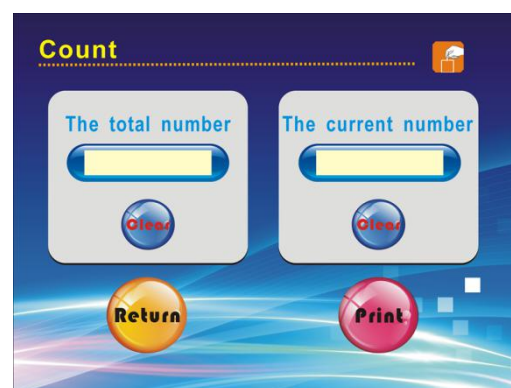 Count
The total number
The current number
Clear
Clear
Return
Print